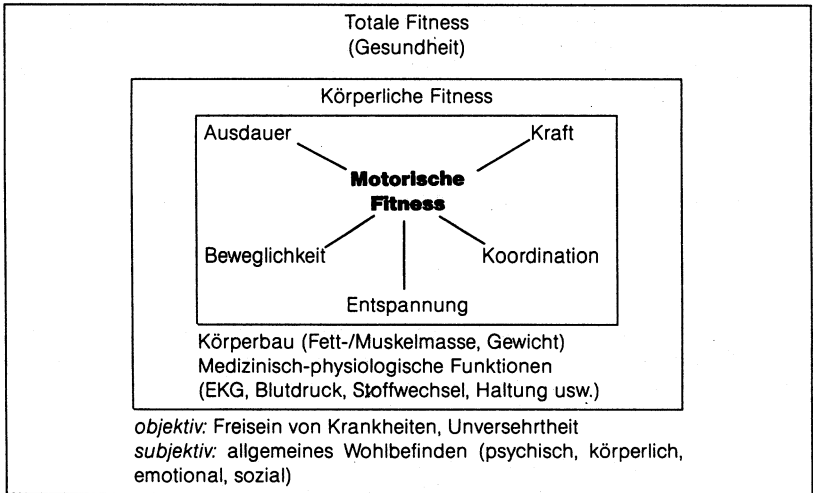 Totale Fitness
(Gesundheit)
Körperliche Fitness
Ausdauer Kraft
Motorische
Fitness
Beweglichkeit Koordination
Entspannung
Körperbau (Fett-/Muskelmasse, Gewicht)
Medizinisch-physiologische Funktionen
(EKG, Blutdruck, Stoffwechsel, Haltung usw.)
objektiv: Freisein von Krankheiten, Unversehrtheit
subjektiv: allgemeines Wohlbefinden (psychisch, körperlich,
emotional, sozial)